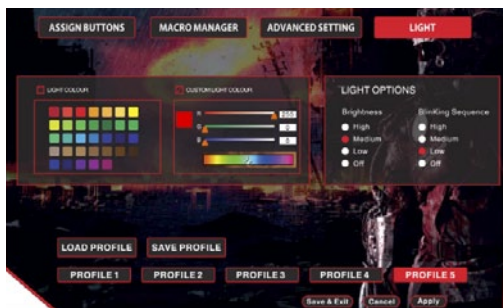 ASSIGN BUTTONS MACRO MANAGER ADVANCED SETTING LIGHT
LIGHT COLOUR CUSTOM LIGHT COLOUR LIGHT OPTIONS
Brightness BlinKing Sequence
R 255 High High
G 0 Medium Medium
Low Low
B 0 Off Off
LOAD PROFILE SAVE PROFILE
PROFILE 1 PROFILE 2 PROFILE 3 PROFILE 4 PROFILE 5
Save & Exit Cancel Apply